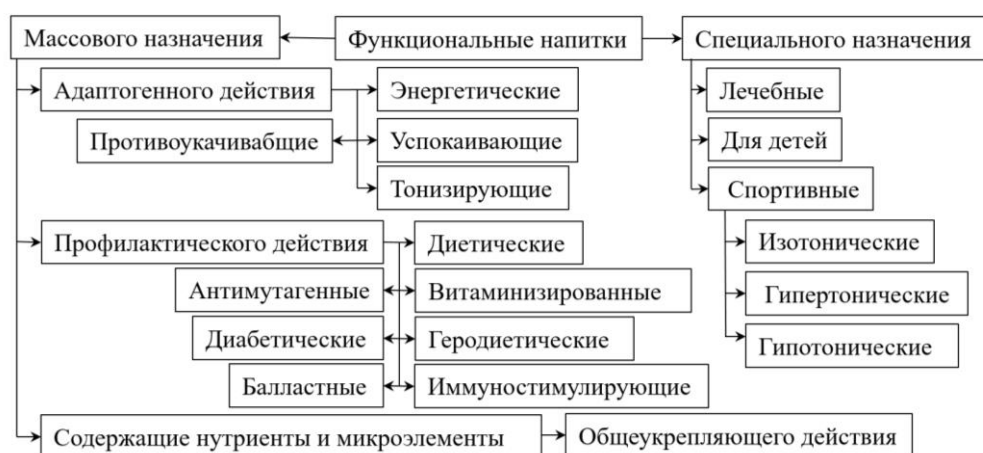 Массового назначения
Функциональные напитки
Специального назначения
Адаптогенного действия
Энергетические
Лечебные
Противоукачивабщие
Успокаивающие
Для детей
Тонизирующие
Спортивные
Профилактического действия
Диетические
Изотонические
Антимутагенные
Витаминизированные
Гипертонические
Диабетические
Геродиетические
Гипотонические
Балластные
Иммуностимулирующие
Содержащие нутриенты и микроэлементы
Общеукрепляющего действия